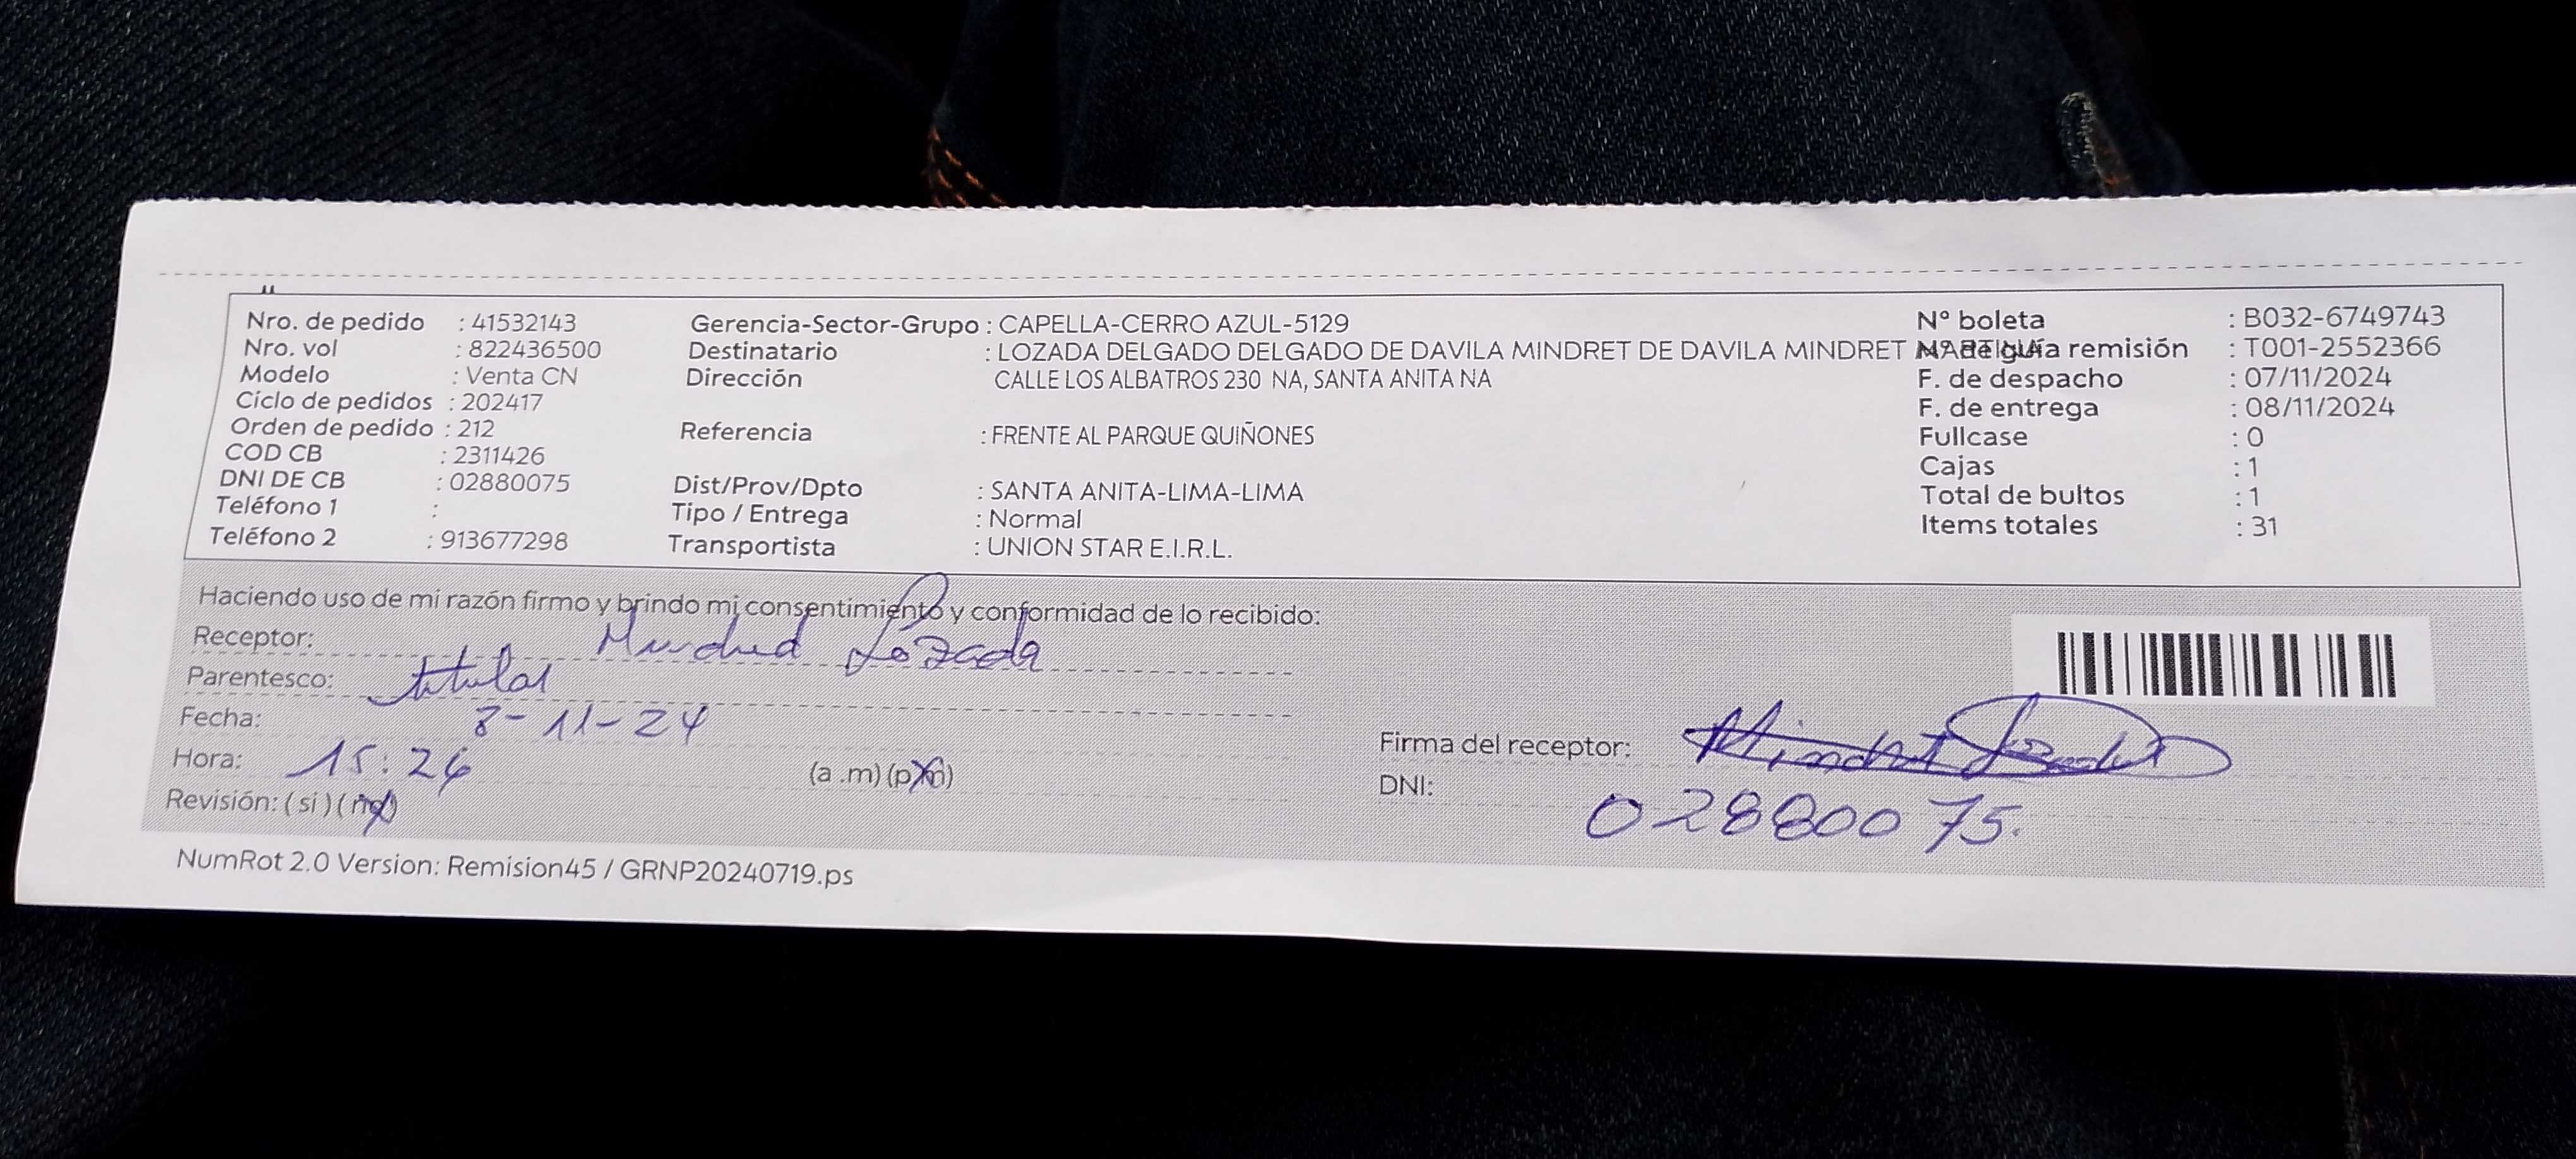 Nro. de pedido : 41532143
Nro. vol : 822436500
Modelo : Venta CN
Ciclo de pedidos : 202417
Orden de pedido : 212
COD CB : 2311426
DNI DE CB : 02880075
Teléfono 1 :
Teléfono 2 : 913677298
Gerencia-Sector-Grupo : CAPELLA-CERRO AZUL-5129
Destinatario : LOZADA DELGADO DELGADO DE DAVILA MINDRET DE DAVILA MINDRET MARTINA
Dirección CALLE LOS ALBATROS 230 NA, SANTA ANITA NA
Referencia : FRENTE AL PARQUE QUIÑONES
Dist/Prov/Dpto : SANTA ANITA-LIMA-LIMA
Tipo / Entrega : Normal
Transportista : UNION STAR E.I.R.L.
N° boleta : B032-6749743
N° de guía remisión : T001-2552366
F. de despacho : 07/11/2024
F. de entrega : 08/11/2024
Fullcase : 0
Cajas : 1
Total de bultos : 1
Items totales : 31
Haciendo uso de mi razón firmo y brindo mi consentimiento y conformidad de lo recibido:
Receptor: Lozada
Parentesco: titular
Fecha: 8-11-24
Hora: 15:26 (a .m) (p.m)
Revisión: ( si ) ( no )
Firma del receptor: Mindret Lozada
DNI: 02880075.
NumRot 2.0 Version: Remision45 / GRNP20240719.ps